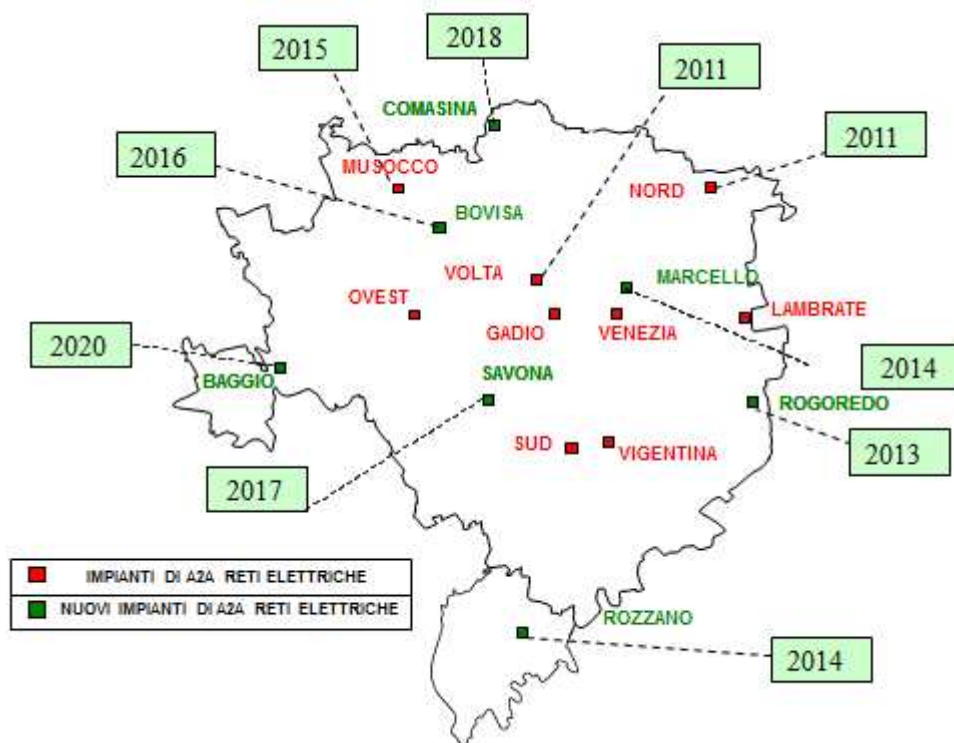 2018
2015
2011
COMASINA
2011
2016
MUSOCCO
NORD
BOVISA
VOLTA
MARCELLO
OVEST
LAMBRATE
GADIO
VENEZIA
2020
2014
BAGGIO
SAVONA
ROGOREDO
SUD
VIGENTINA
2013
2017
IMPIANTI DI A2A RETI ELETTRICHE
NUOVI IMPIANTI DI A2A RETI ELETTRICHE
ROZZANO
2014